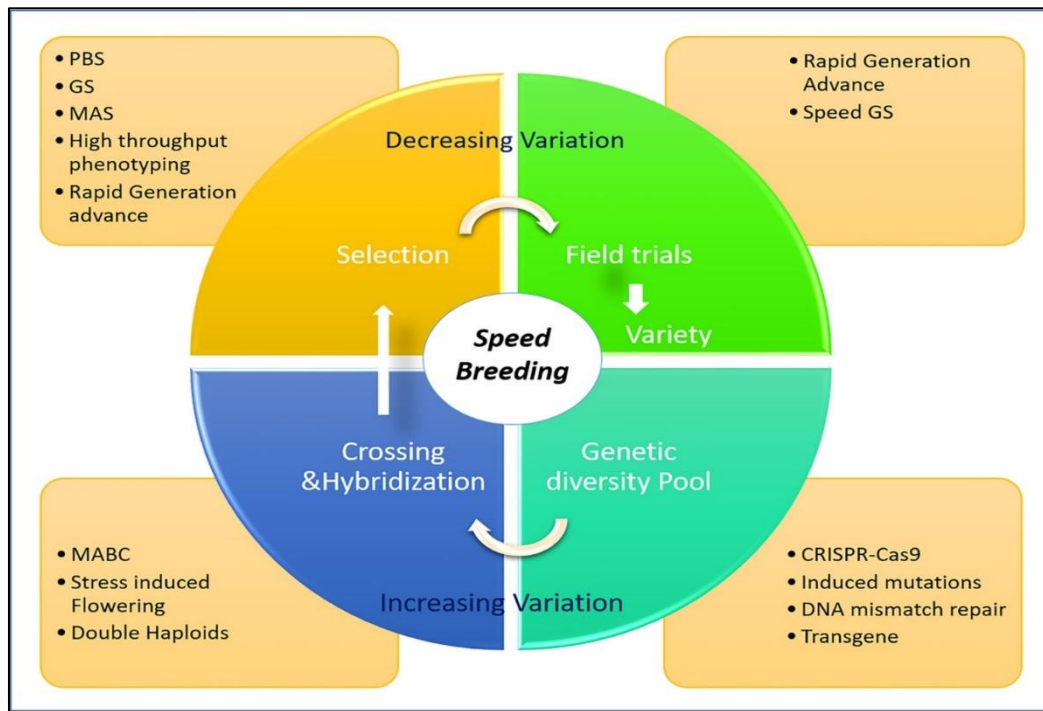 • PBS
• GS
• MAS
• High throughput
phenotyping
• Rapid Generation
advance
• Rapid Generation
Advance
• Speed GS
Decreasing Variation
Selection
Field trials
Variety
Speed
Breeding
Crossing
&Hybridization
Genetic
diversity Pool
Increasing Variation
• MABC
• Stress induced
Flowering
• Double Haploids
• CRISPR-Cas9
• Induced mutations
• DNA mismatch repair
• Transgene